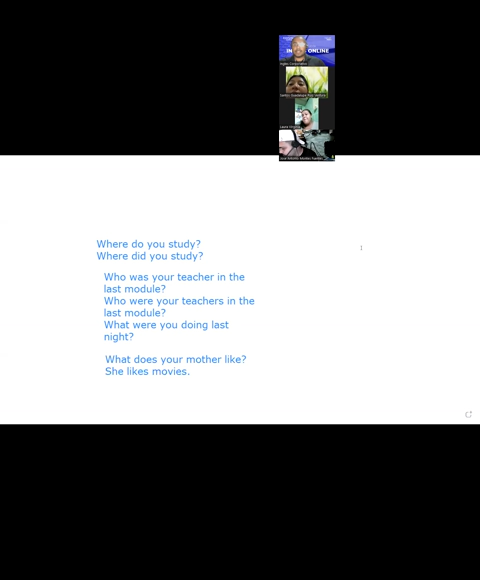 ONLINE
Where do you study?
Where did you study?
Who was your teacher in the
last module?
Who were your teachers in the
last module?
What were you doing last
night?
What does your mother like?
She likes movies.